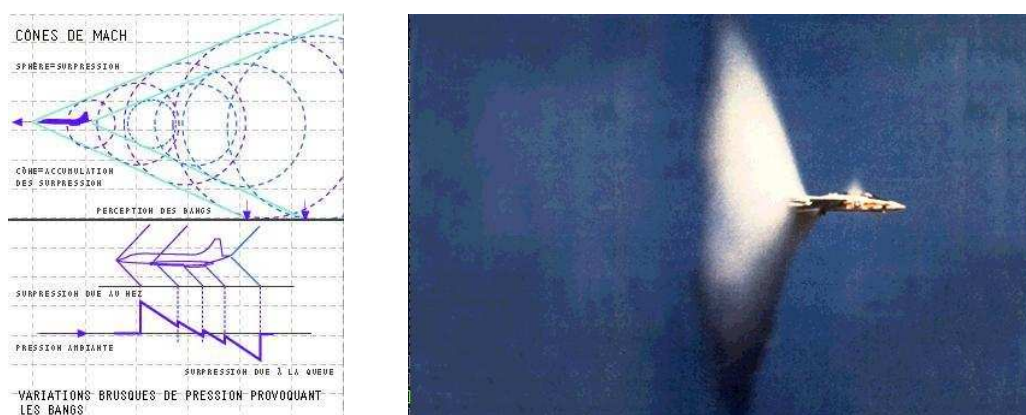 CÔNES DE MACH
SPHÈRE=SURPRESSION
CÔNE=ACCUMULATION
DES SURPRESSION
PERCEPTION DES BANGS
SURPRESSION DUE AU NEZ
PRESSION AMBIANTE
SURPRESSION DUE À LA QUEUE
VARIATIONS BRUSQUES DE PRESSION PROVOQUANT
LES BANGS